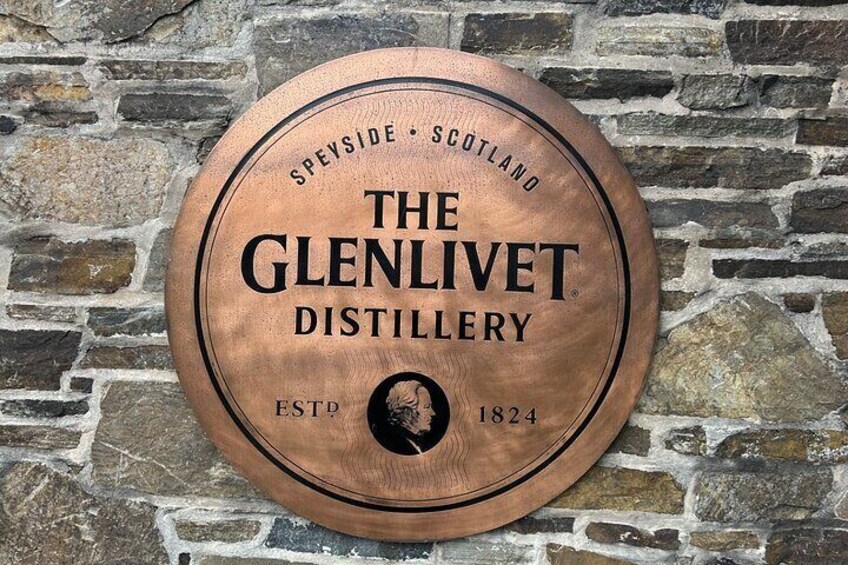 SPEYSIDE • SCOTLAND
THE
GLENLIVET®
DISTILLERY
ESTD. 1824